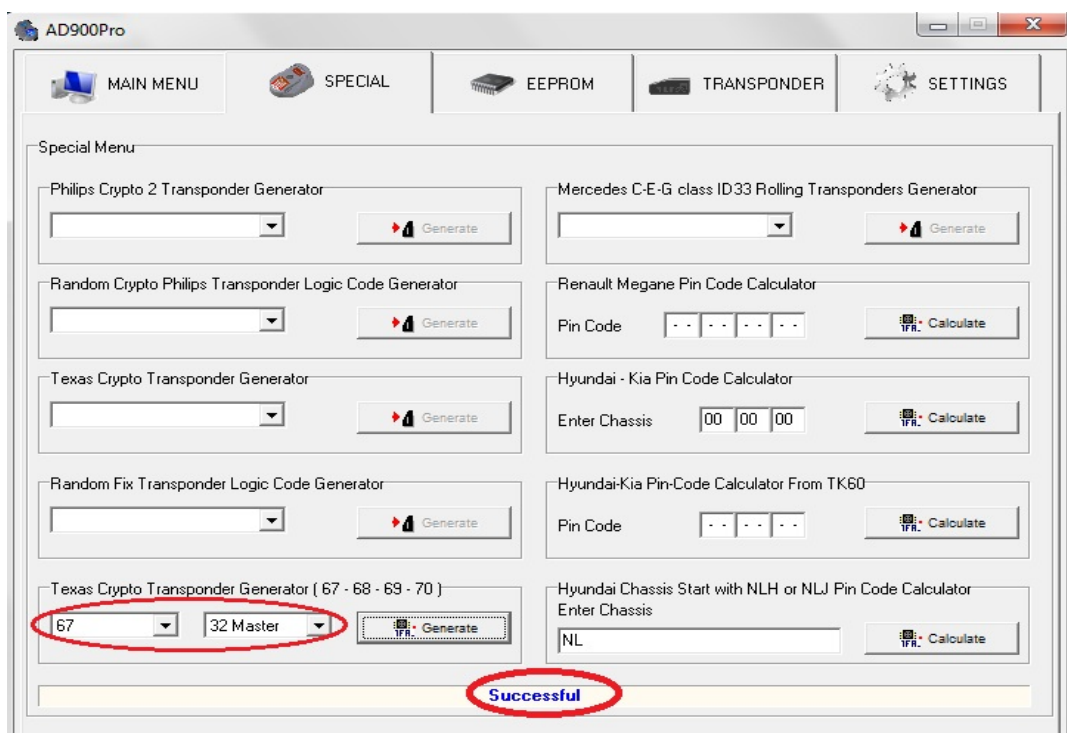 AD900Pro
MAIN MENU
SPECIAL
EEPROM
TRANSPONDER
SETTINGS
Special Menu
Philips Crypto 2 Transponder Generator
Generate
Mercedes C-E-G class ID33 Rolling Transponders Generator
Generate
Random Crypto Philips Transponder Logic Code Generator
Generate
Renault Megane Pin Code Calculator
Pin Code
- - - - - - - -
Calculate
Texas Crypto Transponder Generator
Generate
Hyundai - Kia Pin Code Calculator
Enter Chassis
00 00 00
Calculate
Random Fix Transponder Logic Code Generator
Generate
Hyundai-Kia Pin-Code Calculator From TK60
Pin Code
- - - - - -
Calculate
Texas Crypto Transponder Generator ( 67 - 68 - 69 - 70 )
67
32 Master
Generate
Hyundai Chassis Start with NLH or NLJ Pin Code Calculator
Enter Chassis
NL
Calculate
Successful